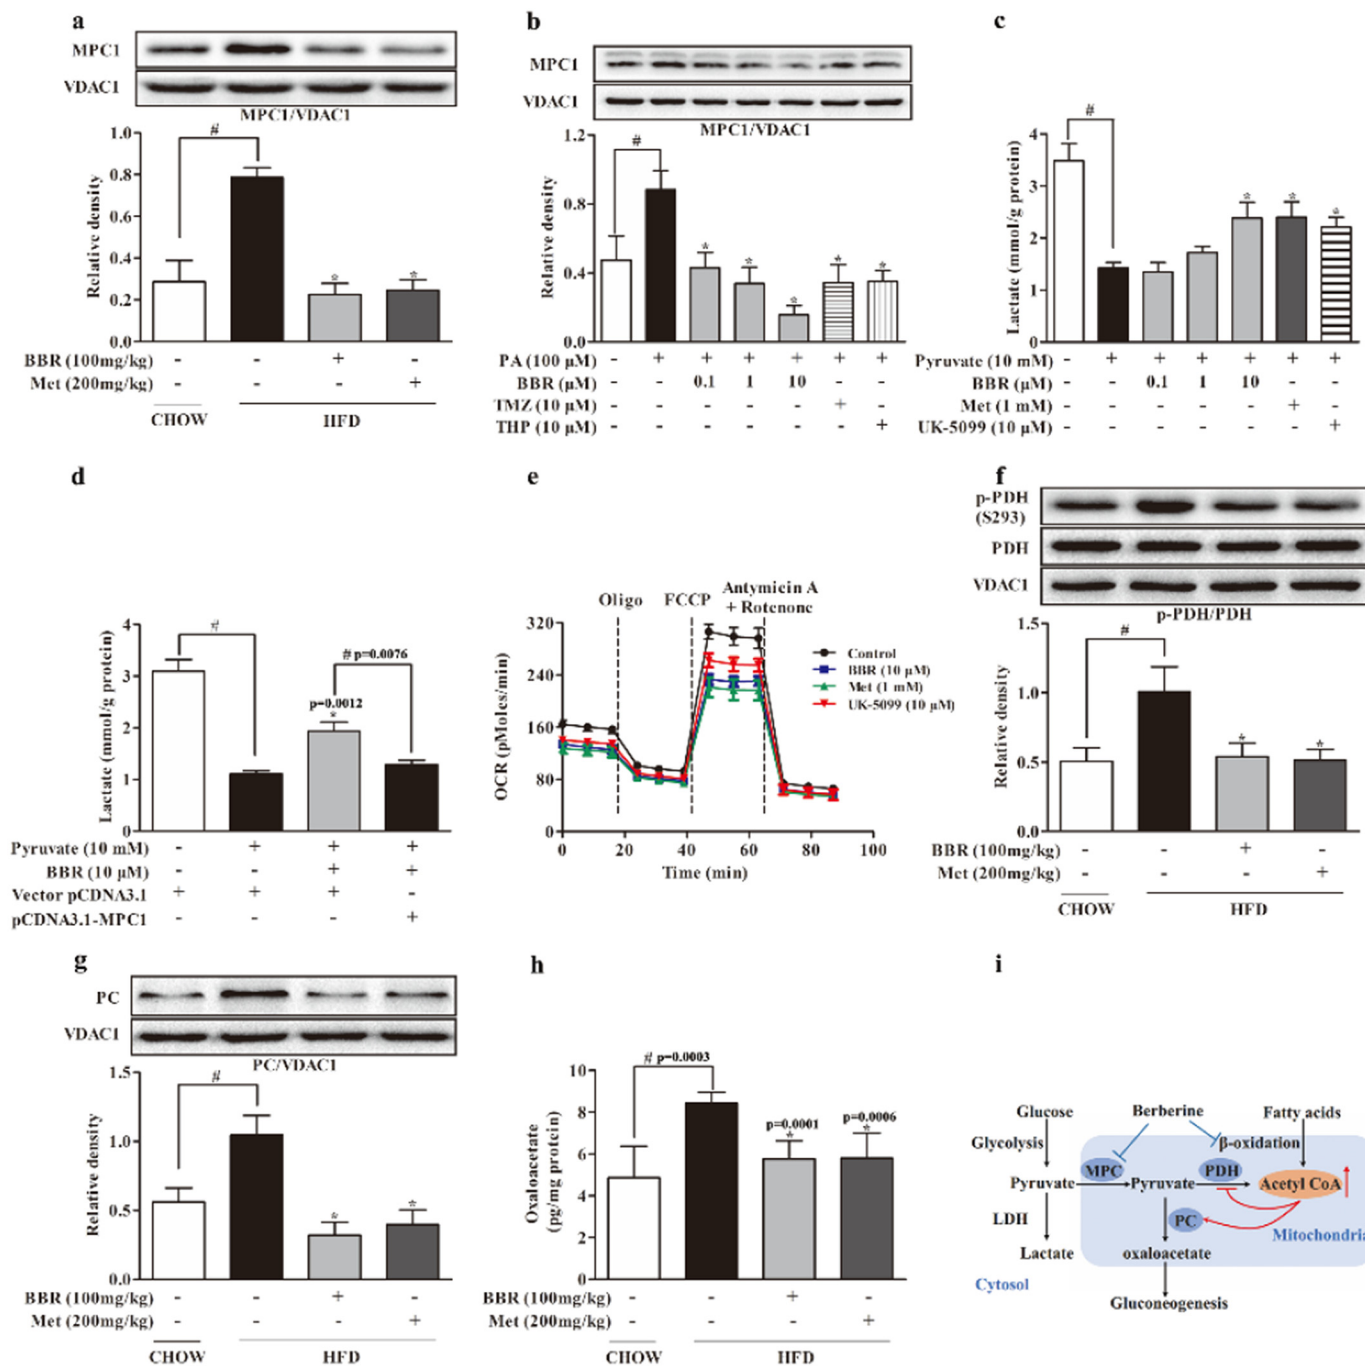 a
MPC1
VDAC1
MPC1/VDAC1
#
1.0
0.8
0.6
0.4
0.2
0.0
Relative density
* *
BBR (100mg/kg) - - + -
Met (200mg/kg) - - - +
CHOW HFD
b
MPC1
VDAC1
MPC1/VDAC1
#
1.2
0.8
0.4
0.0
Relative density
* * * * *
PA (100 μM) - + + + + + +
BBR (μM) - - 0.1 1 10 - -
TMZ (10 μM) - - - - - + -
THP (10 μM) - - - - - - +
c
#
4
3
2
1
0
Lactate (mmol/g protein)
* * *
Pyruvate (10 mM) - + + + + + +
BBR (μM) - - 0.1 1 10 - -
Met (1 mM) - - - - - + -
UK-5099 (10 μM) - - - - - - +
d
#
# p=0.0076
p=0.0012
*
4
3
2
1
0
Lactate (mmol/g protein)
Pyruvate (10 mM) - + + +
BBR (10 μM) - - + +
Vector pCDNA3.1 + + + -
pCDNA3.1-MPC1 - - - +
e
Oligo FCCP Antymicin A
+ Rotenone
320
240
160
80
0
OCR (pMoles/min)
Control
BBR (10 μM)
Met (1 mM)
UK-5099 (10 μM)
0 20 40 60 80 100
Time (min)
f
p-PDH
(S293)
PDH
VDAC1
p-PDH/PDH
#
1.5
1.0
0.5
0.0
Relative density
* *
BBR (100mg/kg) - - + -
Met (200mg/kg) - - - +
CHOW HFD
g
PC
VDAC1
PC/VDAC1
#
1.5
1.0
0.5
0.0
Relative density
* *
BBR (100mg/kg) - - + -
Met (200mg/kg) - - - +
CHOW HFD
h
# p=0.0003
p=0.0001 p=0.0006
* *
10
8
6
4
2
0
Oxaloacetate
(pg/mg protein)
BBR (100mg/kg) - - + -
Met (200mg/kg) - - - +
CHOW HFD
i
Glucose Berberine Fatty acids
Glycolysis β-oxidation
MPC PDH
Pyruvate Pyruvate Acetyl CoA
LDH PC Mitochondria
Lactate oxaloacetate
Cytosol
Gluconeogenesis